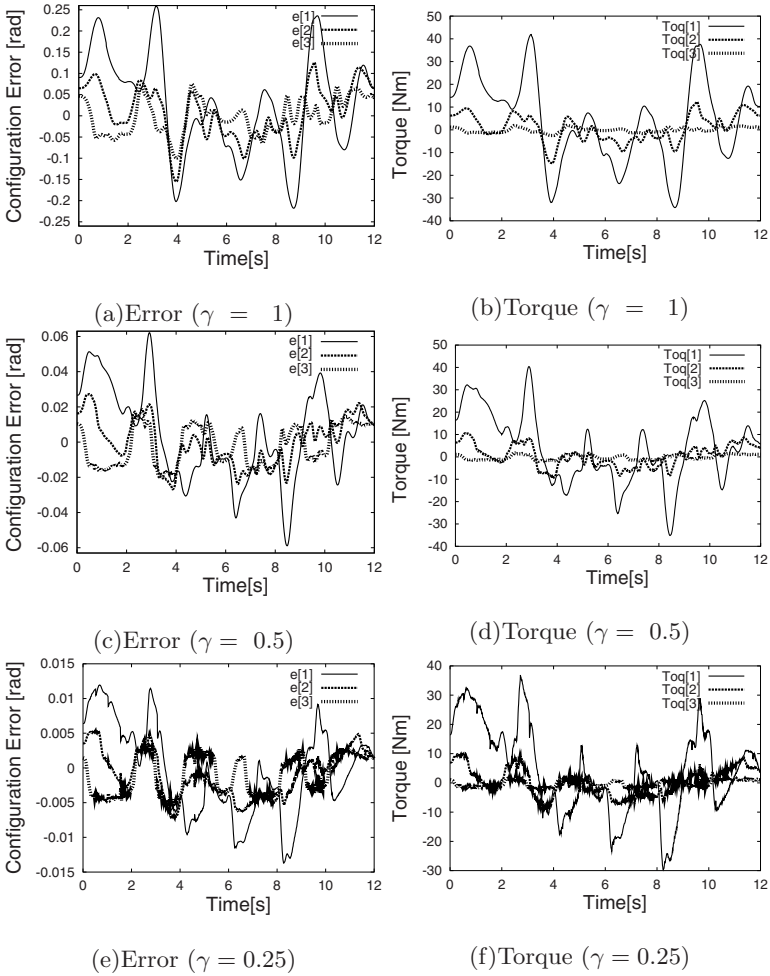 Configuration Error [rad]
0.26
0.2
0.15
0.1
0.05
0
-0.05
-0.1
-0.15
-0.2
-0.25
0 2 4 6 8 10 12
Time[s]
e[1]
e[2]
e[3]
(a)Error (γ = 1)
Torque [Nm]
50
40
30
20
10
0
-10
-20
-30
-40
0 2 4 6 8 10 12
Time[s]
Toq[1]
Toq[2]
Toq[3]
(b)Torque (γ = 1)
Configuration Error [rad]
0.06
0.04
0.02
0
-0.02
-0.04
-0.06
0 2 4 6 8 10 12
Time[s]
e[1]
e[2]
e[3]
(c)Error (γ = 0.5)
Torque [Nm]
50
40
30
20
10
0
-10
-20
-30
-40
0 2 4 6 8 10 12
Time[s]
Toq[1]
Toq[2]
Toq[3]
(d)Torque (γ = 0.5)
Configuration Error [rad]
0.015
0.01
0.005
0
-0.005
-0.01
-0.015
0 2 4 6 8 10 12
Time[s]
e[1]
e[2]
e[3]
(e)Error (γ = 0.25)
Torque [Nm]
40
30
20
10
0
-10
-20
-30
0 2 4 6 8 10 12
Time[s]
Toq[1]
Toq[2]
Toq[3]
(f)Torque (γ = 0.25)